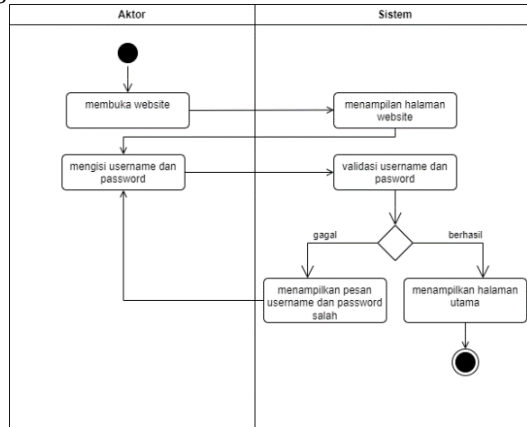 Aktor
Sistem
membuka website
menampilan halaman
website
mengisi username dan
password
validasi username dan
pasword
gagal
berhasil
menampilkan pesan
username dan password
salah
menampilkan halaman
utama